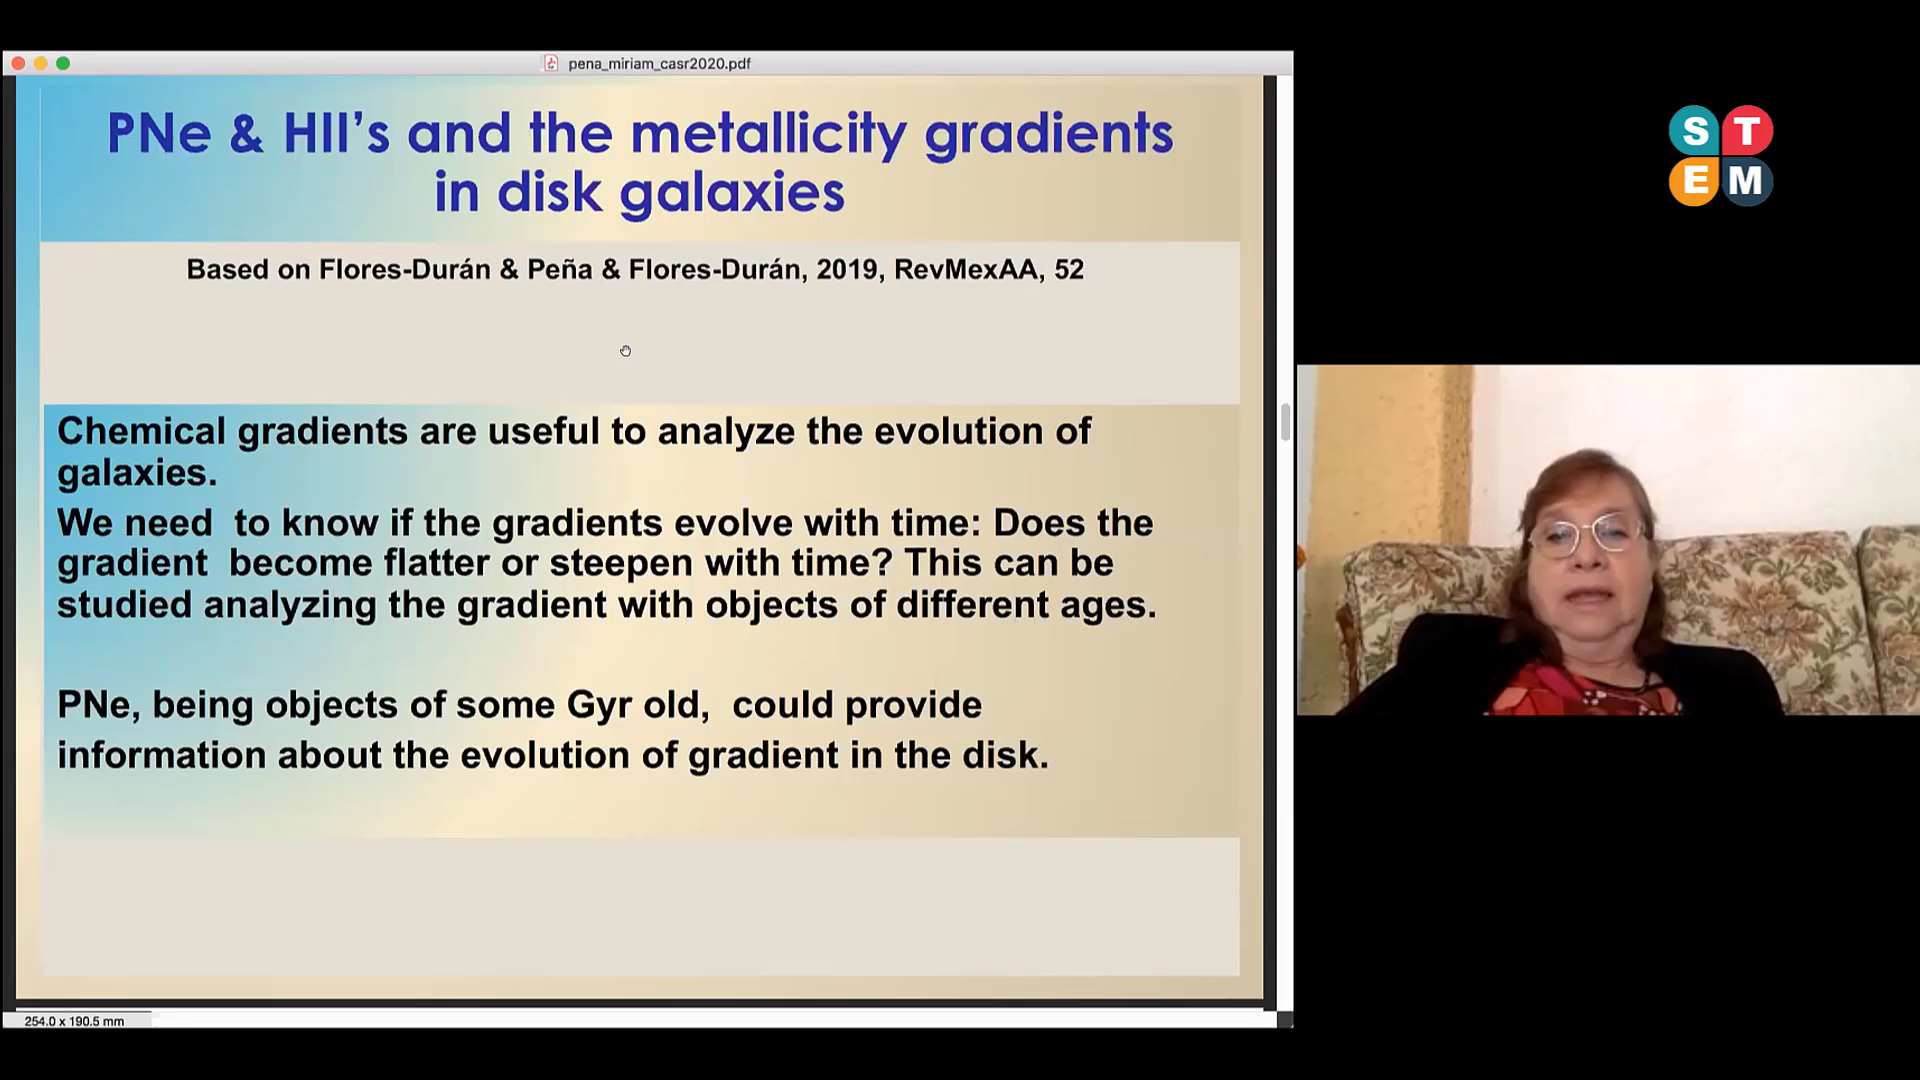 pena_miriam_casr2020.pdf
PNe & HII’s and the metallicity gradients
in disk galaxies
Based on Flores-Durán & Peña & Flores-Durán, 2019, RevMexAA, 52
Chemical gradients are useful to analyze the evolution of
galaxies.
We need  to know if the gradients evolve with time: Does the
gradient  become flatter or steepen with time? This can be
studied analyzing the gradient with objects of different ages.
PNe, being objects of some Gyr old,  could provide
information about the evolution of gradient in the disk.
254.0 x 190.5 mm
S T
E M